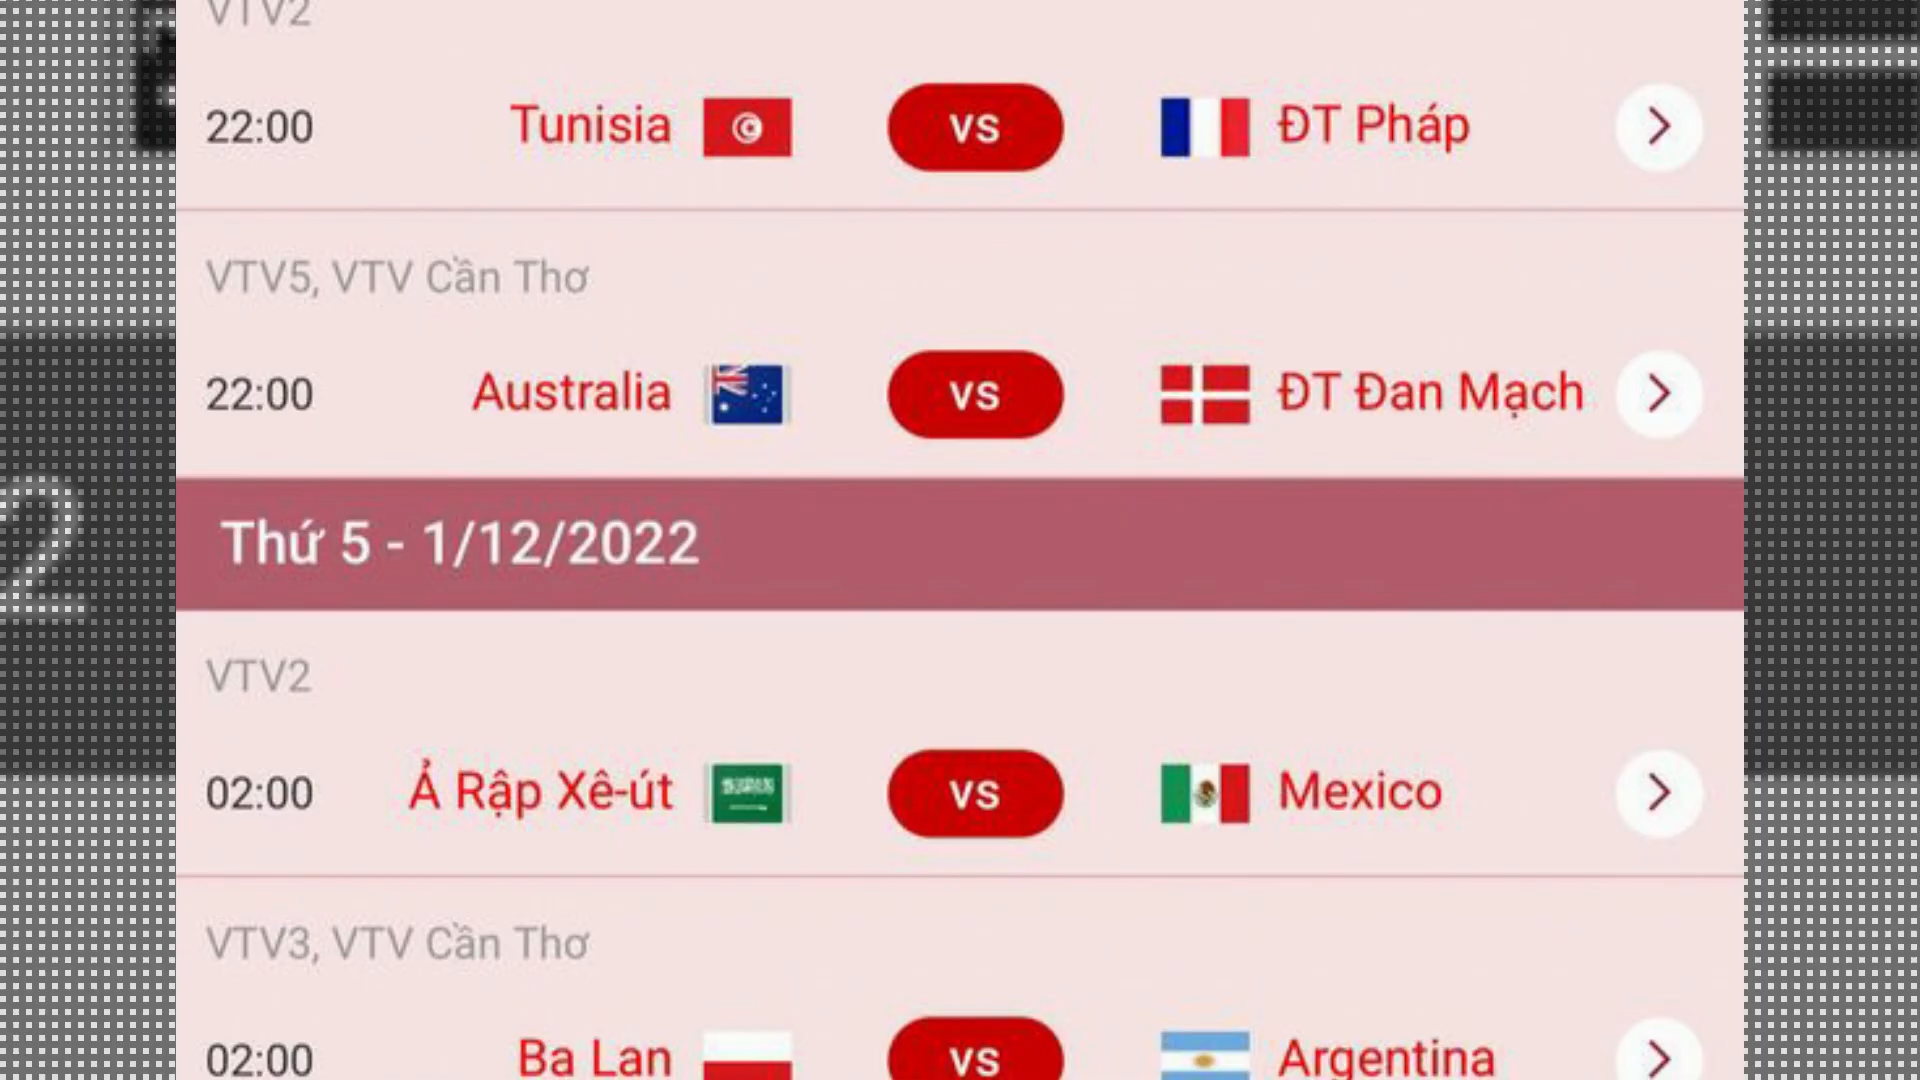 VTV2
22:00 Tunisia VS ĐT Pháp
VTV5, VTV Cần Thơ
22:00 Australia VS ĐT Đan Mạch
Thứ 5 - 1/12/2022
VTV2
02:00 Ả Rập Xê-út VS Mexico
VTV3, VTV Cần Thơ
02:00 Ba Lan VS Argentina
2